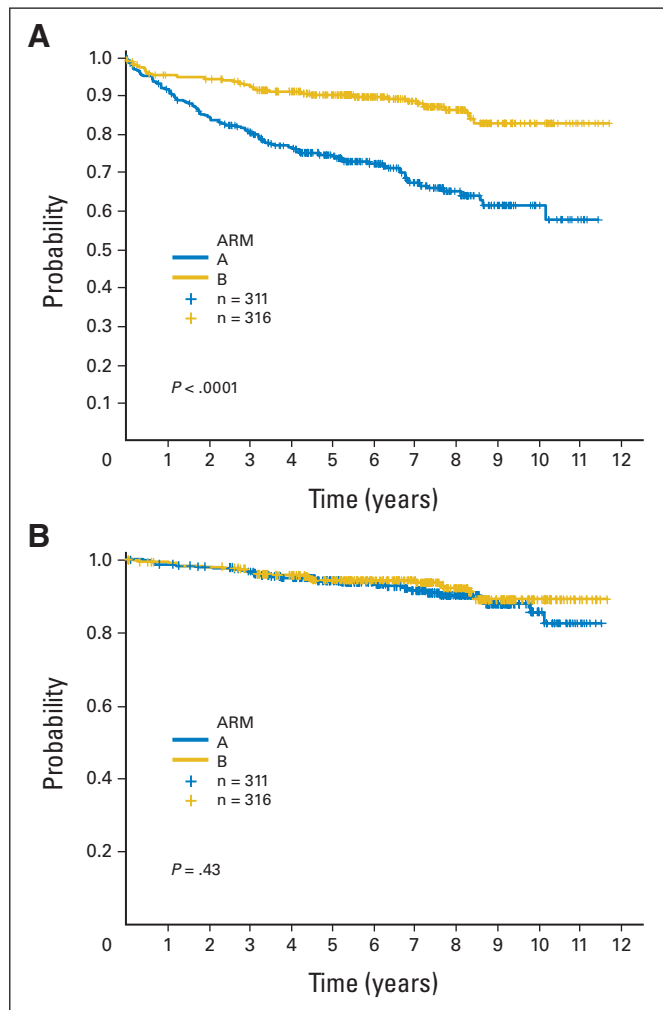 A
1.0
0.9
0.8
0.7
0.6
0.5
0.4
0.3
0.2
0.1
0
Probability
ARM
A
B
n = 311
n = 316
P < .0001
1 2 3 4 5 6 7 8 9 10 11 12
Time (years)
B
1.0
0.8
0.6
0.4
0.2
0
Probability
ARM
A
B
n = 311
n = 316
P = .43
1 2 3 4 5 6 7 8 9 10 11 12
Time (years)